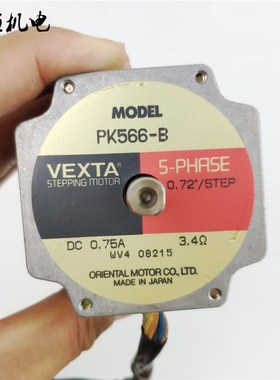 机电
MODEL
PK566-B
VEXTA®
STEPPING MOTOR
5-PHASE
0.72°/STEP
DC 0.75A
3.4Ω
WV4 08215
ORIENTAL MOTOR CO., LTD.
MADE IN JAPAN